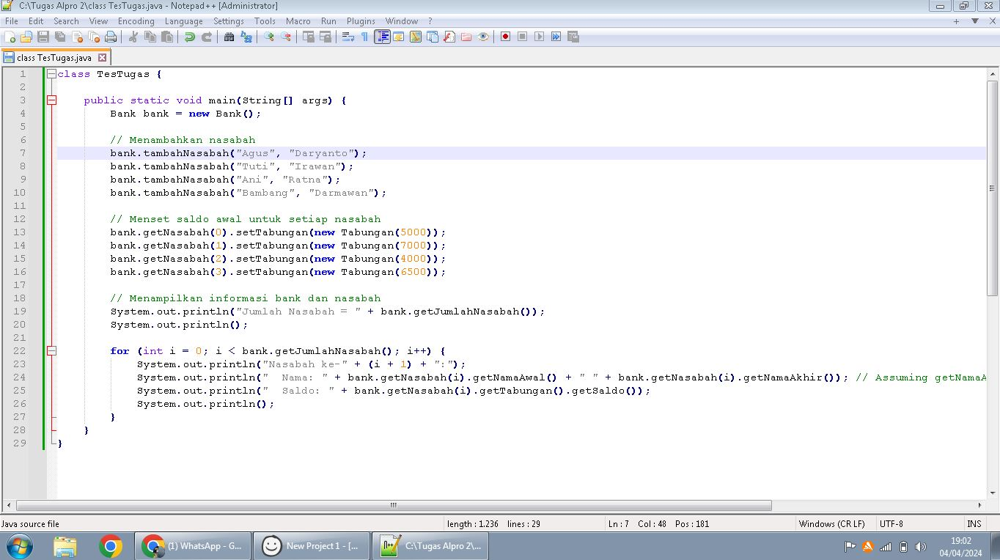 C:\Tugas Alpro 2\class TesTugas.java - Notepad++ [Administrator]
File Edit Search View Encoding Language Settings Tools Macro Run Plugins Window ?
class TesTugas.java
1 class TesTugas {
2
3 public static void main(String[] args) {
4 Bank bank = new Bank();
5
6 // Menambahkan nasabah
7 bank.tambahNasabah("Agus", "Daryanto");
8 bank.tambahNasabah("Tuti", "Irawan");
9 bank.tambahNasabah("Ani", "Ratna");
10 bank.tambahNasabah("Bambang", "Darmawan");
11
12 // Menset saldo awal untuk setiap nasabah
13 bank.getNasabah(0).setTabungan(new Tabungan(5000));
14 bank.getNasabah(1).setTabungan(new Tabungan(7000));
15 bank.getNasabah(2).setTabungan(new Tabungan(4000));
16 bank.getNasabah(3).setTabungan(new Tabungan(6500));
17
18 // Menampilkan informasi bank dan nasabah
19 System.out.println("Jumlah Nasabah = " + bank.getJumlahNasabah());
20 System.out.println();
21
22 for (int i = 0; i < bank.getJumlahNasabah(); i++) {
23 System.out.println("Nasabah ke-" + (i + 1) + ":");
24 System.out.println("  Nama: " + bank.getNasabah(i).getNamaAwal() + " " + bank.getNasabah(i).getNamaAkhir()); // Assuming getNamaA
25 System.out.println("  Saldo: " + bank.getNasabah(i).getTabungan().getSaldo());
26 System.out.println();
27 }
28 }
29 }
Java source file length : 1.236 lines : 29 Ln : 7 Col : 48 Pos : 181 Windows (CR LF) UTF-8 INS
(1) WhatsApp - G... New Project 1 - [... C:\Tugas Alpro 2\... 19:02
04/04/2024